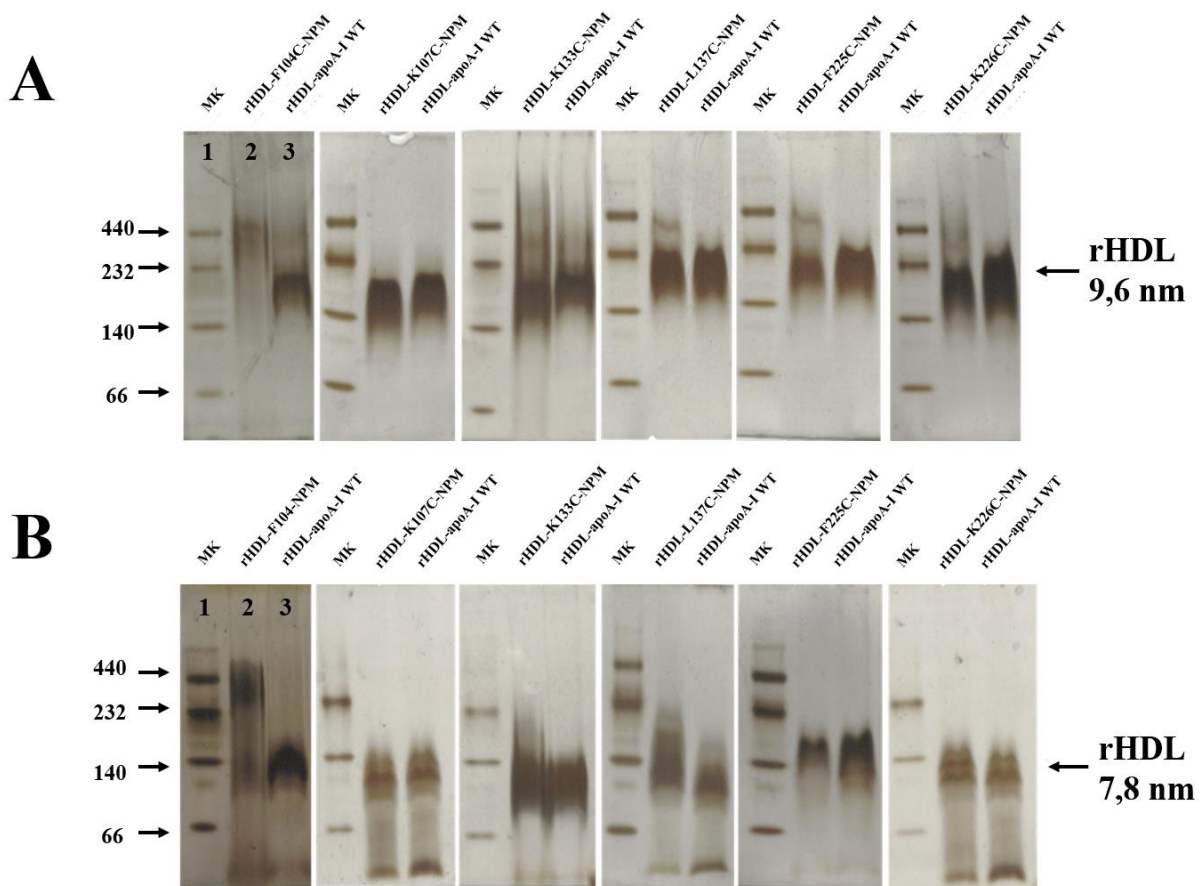 A
MK
rHDL-F104C-NPM
rHDL-apoA-I WT
MK
rHDL-K107C-NPM
rHDL-apoA-I WT
MK
rHDL-K133C-NPM
rHDL-apoA-I WT
MK
rHDL-L137C-NPM
rHDL-apoA-I WT
MK
rHDL-F225C-NPM
rHDL-apoA-I WT
MK
rHDL-K226C-NPM
rHDL-apoA-I WT
1 2 3
440
232
140
66
rHDL
9,6 nm
B
MK
rHDL-F104-NPM
rHDL-apoA-I WT
MK
rHDL-K107C-NPM
rHDL-apoA-I WT
MK
rHDL-K133C-NPM
rHDL-apoA-I WT
MK
rHDL-L137C-NPM
rHDL-apoA-I WT
MK
rHDL-F225C-NPM
rHDL-apoA-I WT
MK
rHDL-K226C-NPM
rHDL-apoA-I WT
1 2 3
440
232
140
66
rHDL
7,8 nm